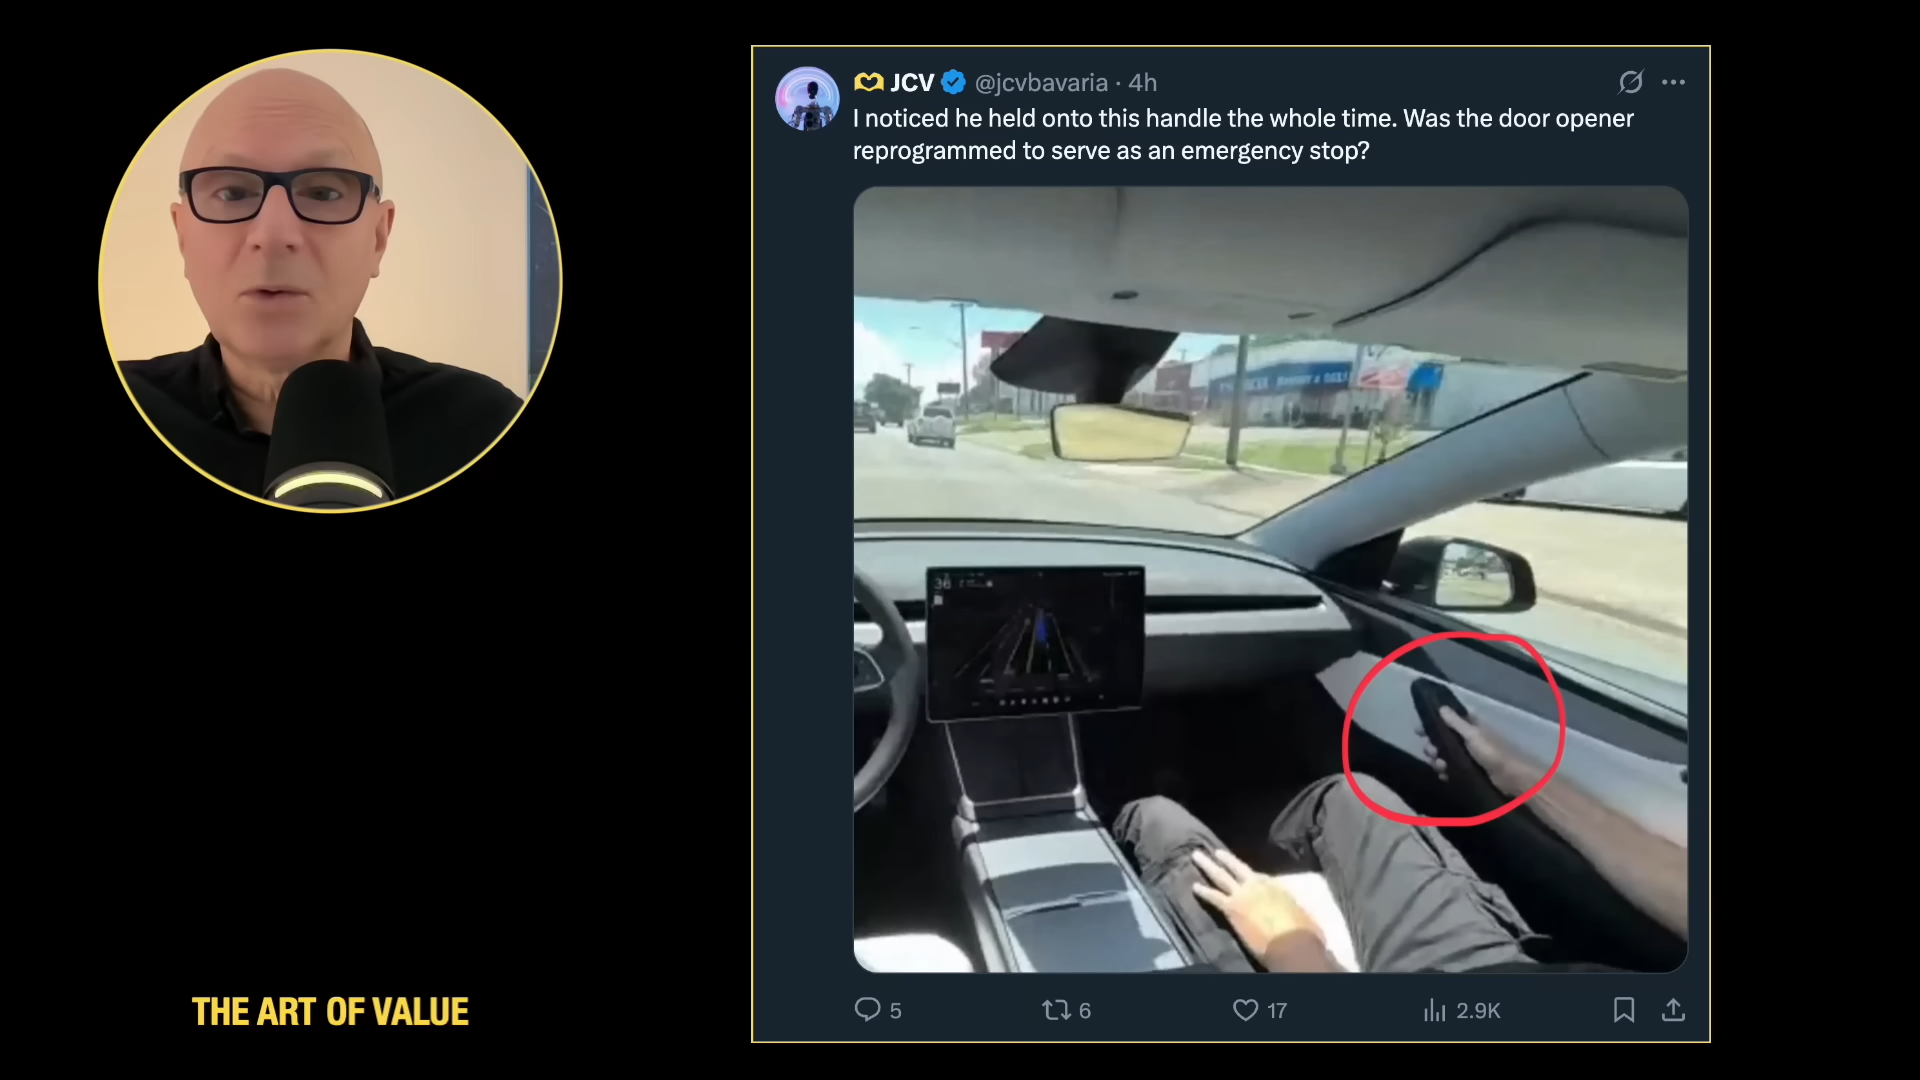 JCV @jcvbavaria · 4h
I noticed he held onto this handle the whole time. Was the door opener
reprogrammed to serve as an emergency stop?
36
5
6
17
2.9K
THE ART OF VALUE